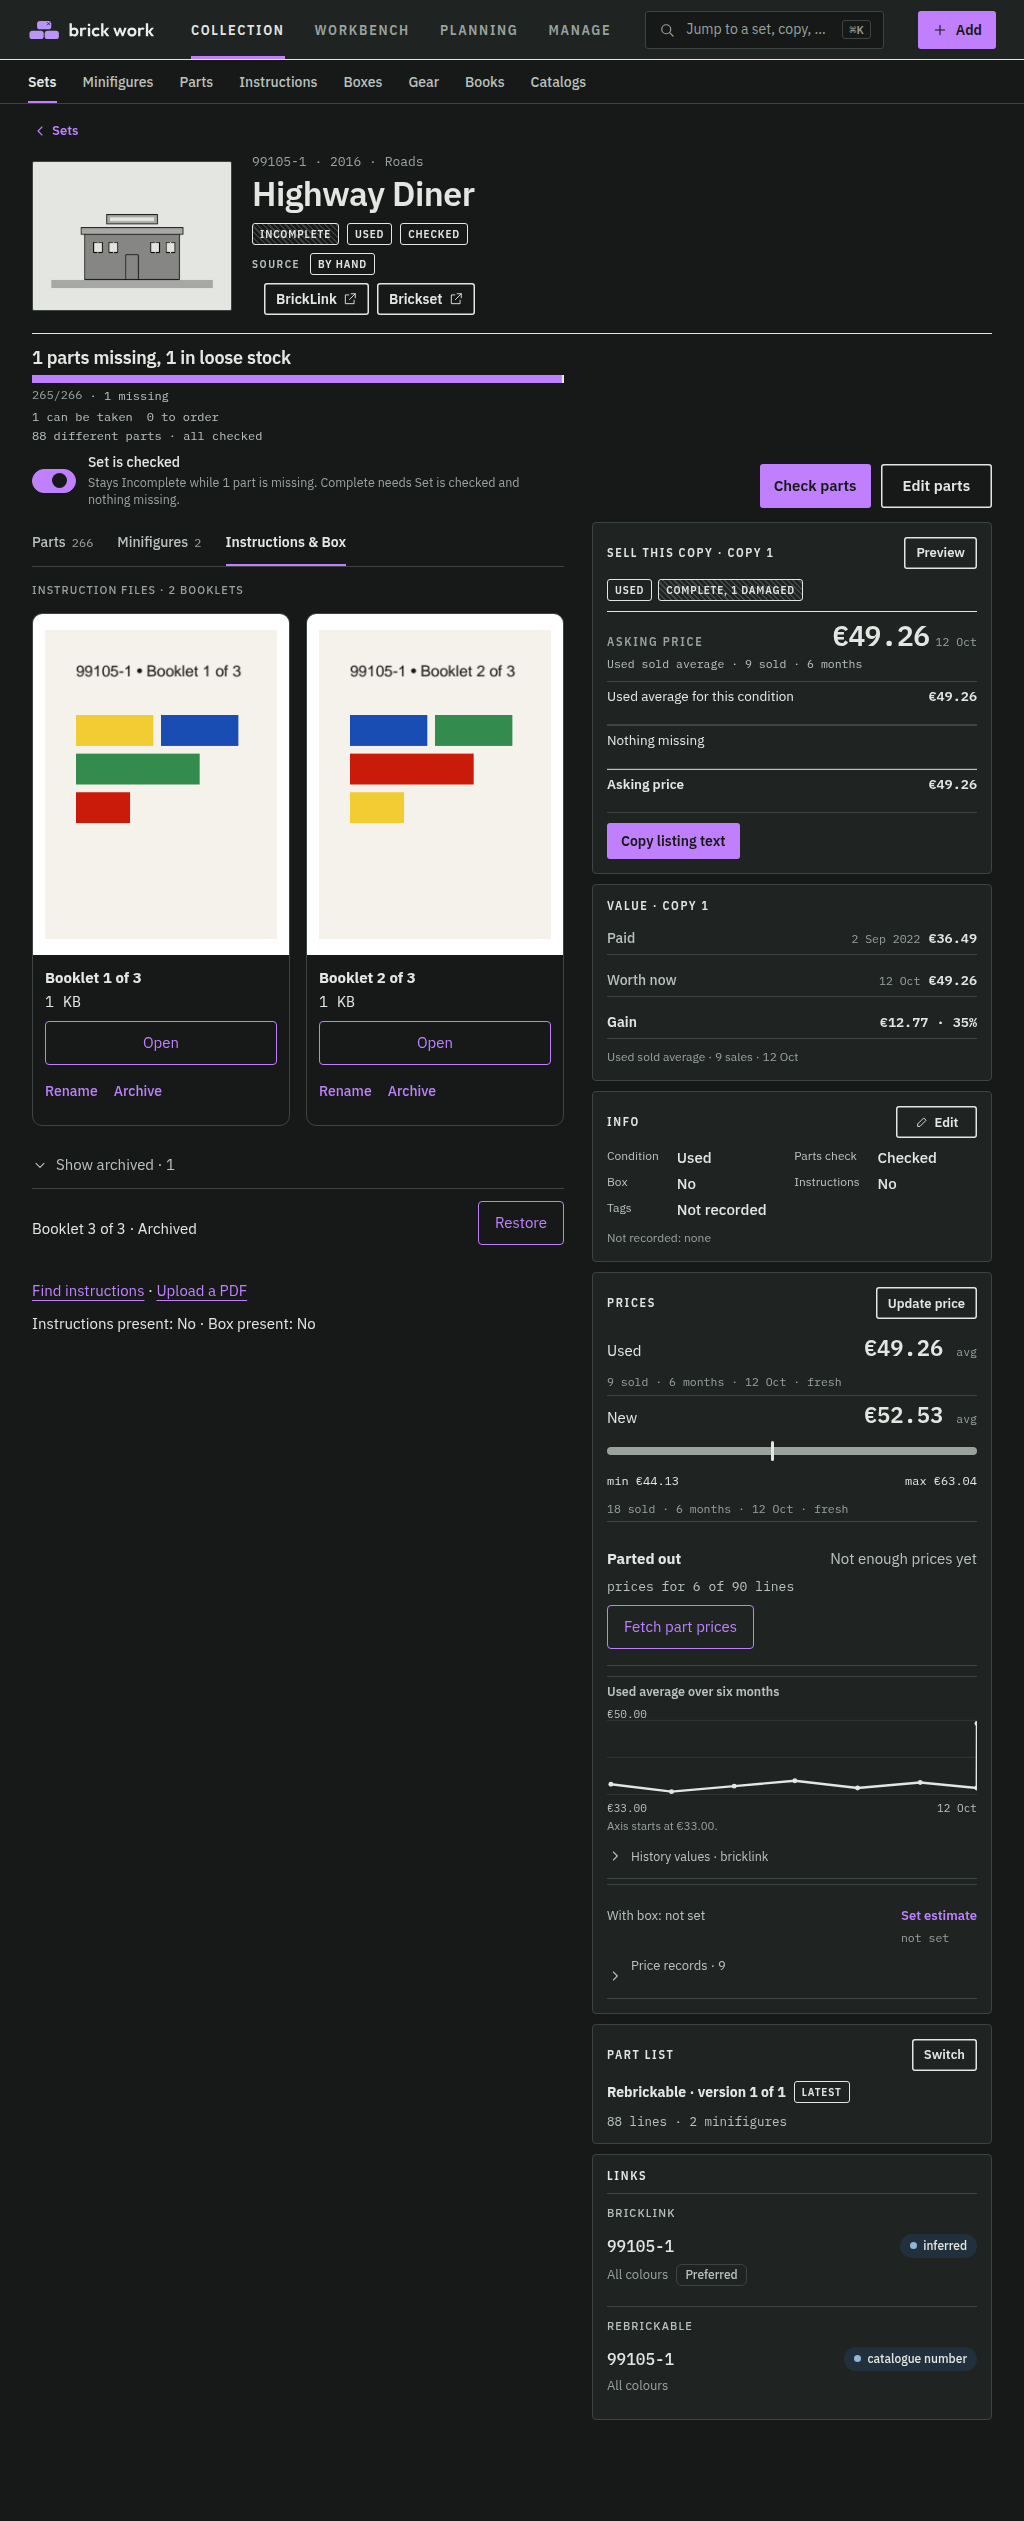 brick work
COLLECTION
WORKBENCH
PLANNING
MANAGE
Jump to a set, copy, ...
⌘K
+ Add
Sets
Minifigures
Parts
Instructions
Boxes
Gear
Books
Catalogs
Sets
99105-1 · 2016 · Roads
Highway Diner
INCOMPLETE
USED
CHECKED
SOURCE
BY HAND
BrickLink
Brickset
1 parts missing, 1 in loose stock
265/266 · 1 missing
1 can be taken 0 to order
88 different parts · all checked
Set is checked
Stays Incomplete while 1 part is missing. Complete needs Set is checked and
nothing missing.
Check parts
Edit parts
Parts 266
Minifigures 2
Instructions & Box
INSTRUCTION FILES · 2 BOOKLETS
99105-1 • Booklet 1 of 3
Booklet 1 of 3
1 KB
Open
Rename
Archive
99105-1 • Booklet 2 of 3
Booklet 2 of 3
1 KB
Open
Rename
Archive
Show archived · 1
Booklet 3 of 3 · Archived
Restore
Find instructions · Upload a PDF
Instructions present: No · Box present: No
SELL THIS COPY · COPY 1
Preview
USED
COMPLETE, 1 DAMAGED
ASKING PRICE
€49.26 12 Oct
Used sold average · 9 sold · 6 months
Used average for this condition €49.26
Nothing missing
Asking price €49.26
Copy listing text
VALUE · COPY 1
Paid 2 Sep 2022 €36.49
Worth now 12 Oct €49.26
Gain €12.77 · 35%
Used sold average · 9 sales · 12 Oct
INFO
Edit
Condition Used Parts check Checked
Box No Instructions No
Tags Not recorded
Not recorded: none
PRICES
Update price
Used €49.26 avg
9 sold · 6 months · 12 Oct · fresh
New €52.53 avg
min €44.13 max €63.04
18 sold · 6 months · 12 Oct · fresh
Parted out Not enough prices yet
prices for 6 of 90 lines
Fetch part prices
Used average over six months
€50.00
€33.00 12 Oct
Axis starts at €33.00.
History values · bricklink
With box: not set Set estimate
not set
Price records · 9
PART LIST
Switch
Rebrickable · version 1 of 1 LATEST
88 lines · 2 minifigures
LINKS
BRICKLINK
99105-1 inferred
All colours Preferred
REBRICKABLE
99105-1 catalogue number
All colours